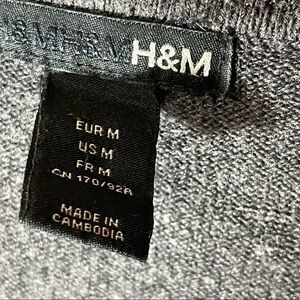 H&M H&M H&M
EUR M
US M
FR M
CN 170/92A
MADE IN
CAMBODIA